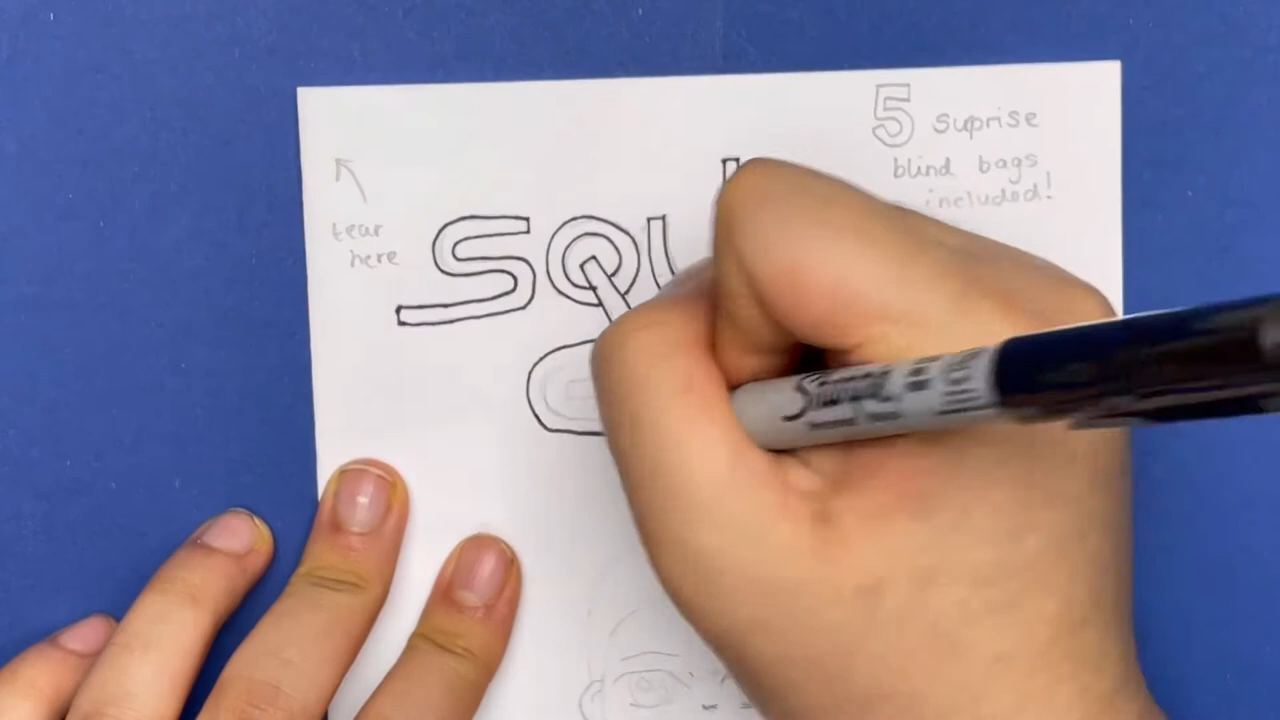 5 suprise
blind bags
included!
tear
here
SQU
Sharpie